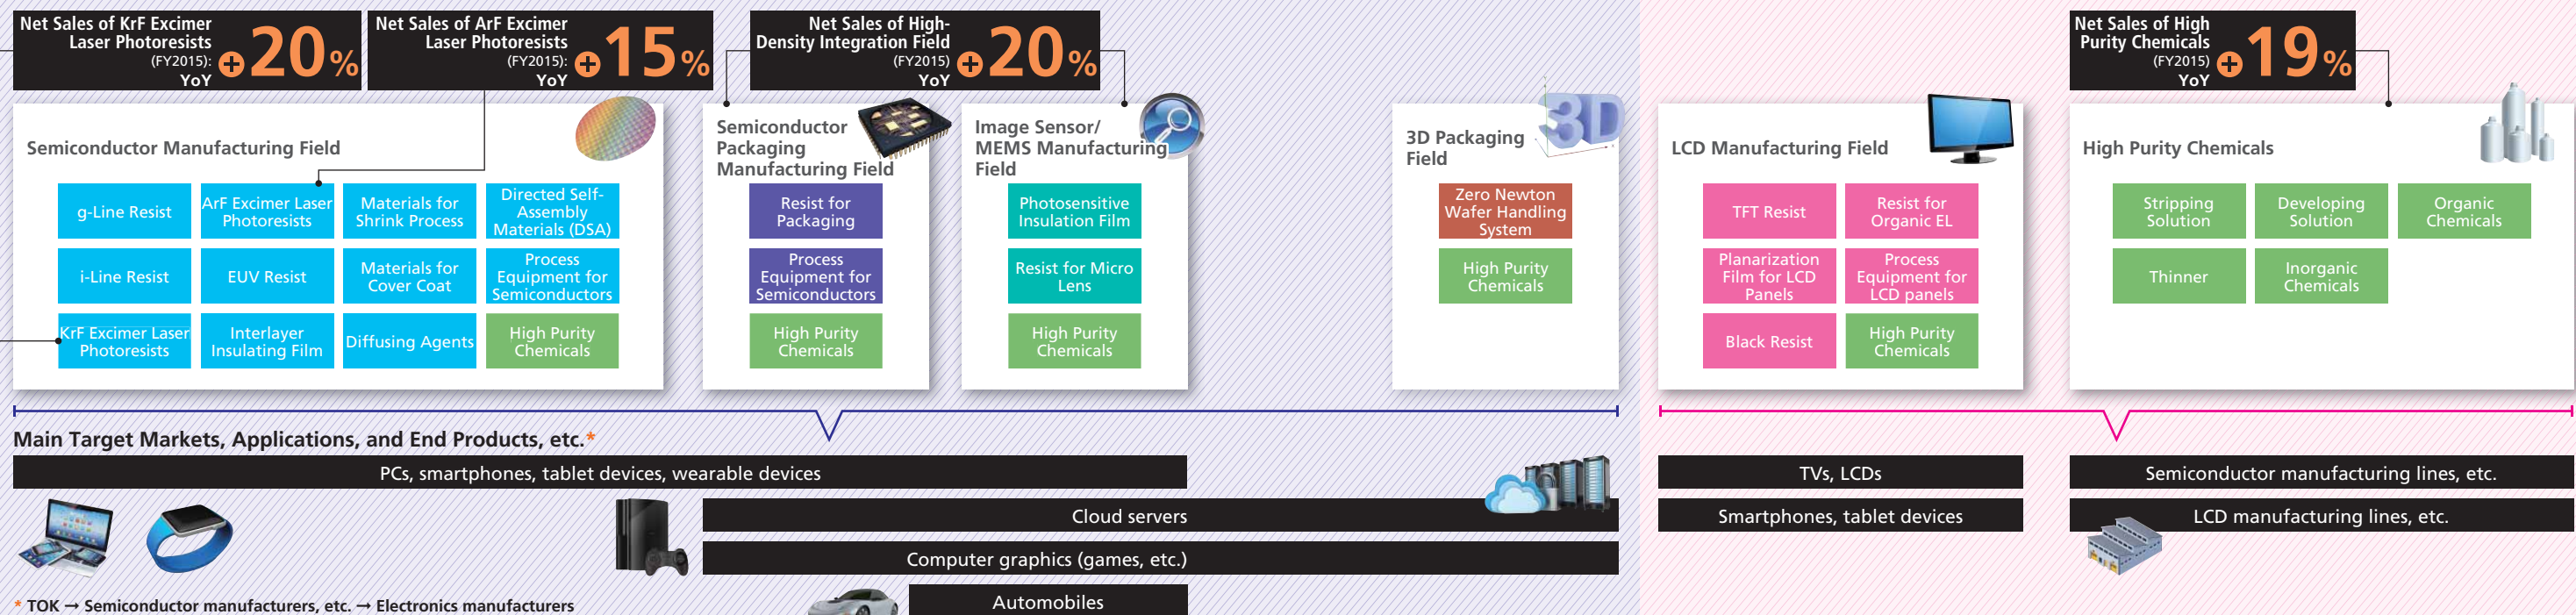 Net Sales of KrF Excimer
Laser Photoresists
(FY2015):
YoY
+20%
Net Sales of ArF Excimer
Laser Photoresists
(FY2015):
YoY
+15%
Net Sales of High-
Density Integration Field
(FY2015)
YoY
+20%
Net Sales of High
Purity Chemicals
(FY2015)
YoY
+19%
Semiconductor Manufacturing Field
g-Line Resist
ArF Excimer Laser
Photoresists
Materials for
Shrink Process
Directed Self-
Assembly
Materials (DSA)
i-Line Resist
EUV Resist
Materials for
Cover Coat
Process
Equipment for
Semiconductors
KrF Excimer Laser
Photoresists
Interlayer
Insulating Film
Diffusing Agents
High Purity
Chemicals
Semiconductor
Packaging
Manufacturing Field
Resist for
Packaging
Process
Equipment for
Semiconductors
High Purity
Chemicals
Image Sensor/
MEMS Manufacturing
Field
Photosensitive
Insulation Film
Resist for Micro
Lens
High Purity
Chemicals
3D Packaging
Field
3D
Zero Newton
Wafer Handling
System
High Purity
Chemicals
LCD Manufacturing Field
TFT Resist
Resist for
Organic EL
Planarization
Film for LCD
Panels
Process
Equipment for
LCD panels
Black Resist
High Purity
Chemicals
High Purity Chemicals
Stripping
Solution
Developing
Solution
Organic
Chemicals
Thinner
Inorganic
Chemicals
Main Target Markets, Applications, and End Products, etc.*
PCs, smartphones, tablet devices, wearable devices
Cloud servers
Computer graphics (games, etc.)
Automobiles
TVs, LCDs
Smartphones, tablet devices
Semiconductor manufacturing lines, etc.
LCD manufacturing lines, etc.
* TOK → Semiconductor manufacturers, etc. → Electronics manufacturers